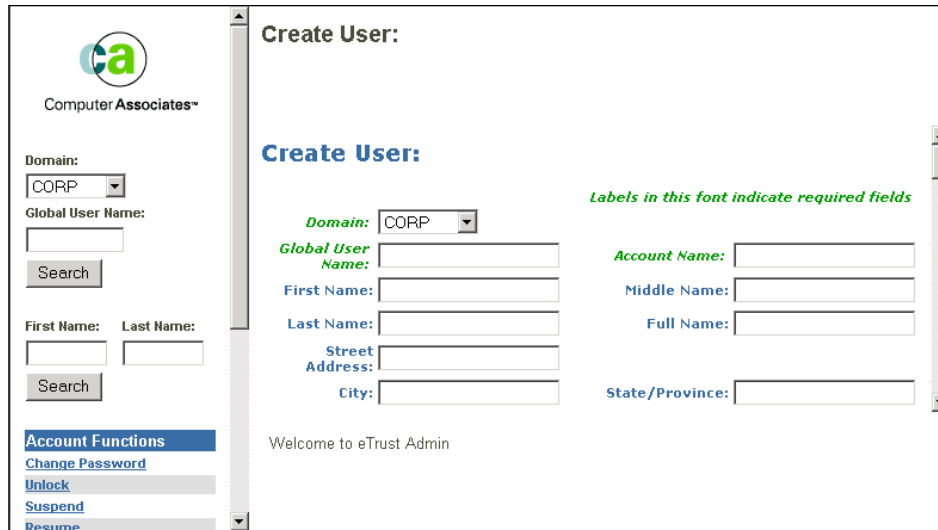 ca
Computer Associates™
Domain:
CORP
Global User Name:
Search
First Name: Last Name:
Search
Account Functions
Change Password
Unlock
Suspend
Resume
Create User:
Create User:
Labels in this font indicate required fields
Domain: CORP
Global User
Name:
Account Name:
First Name:
Middle Name:
Last Name:
Full Name:
Street
Address:
City:
State/Province:
Welcome to eTrust Admin